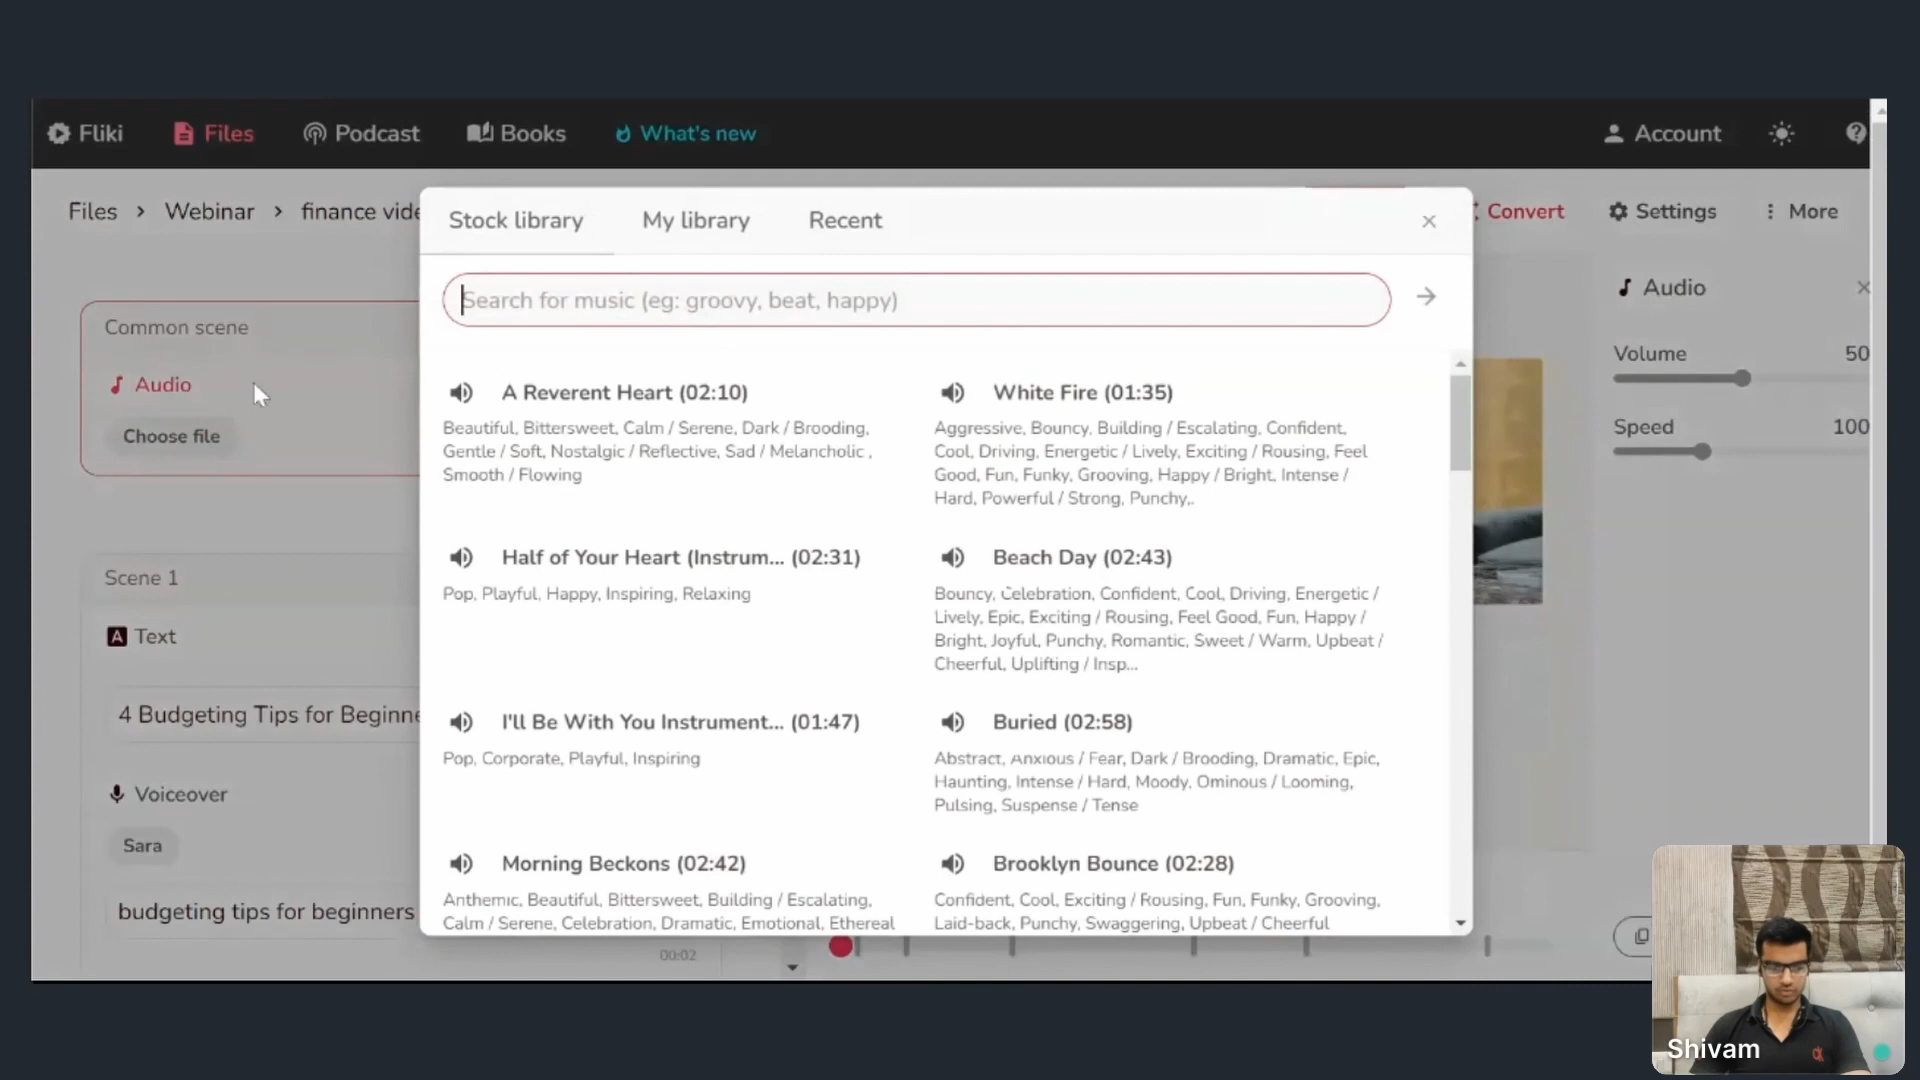 Fliki Files Podcast Books What's new Account
Files > Webinar > finance vide
Convert Settings More
Stock library My library Recent
Search for music (eg: groovy, beat, happy)
Common scene
Audio
Choose file
Scene 1
Text
4 Budgeting Tips for Beginne
Voiceover
Sara
budgeting tips for beginners
A Reverent Heart (02:10)
Beautiful, Bittersweet, Calm / Serene, Dark / Brooding,
Gentle / Soft, Nostalgic / Reflective, Sad / Melancholic ,
Smooth / Flowing
White Fire (01:35)
Aggressive, Bouncy, Building / Escalating, Confident,
Cool, Driving, Energetic / Lively, Exciting / Rousing, Feel
Good, Fun, Funky, Grooving, Happy / Bright, Intense /
Hard, Powerful / Strong, Punchy,.
Half of Your Heart (Instrum... (02:31)
Pop, Playful, Happy, Inspiring, Relaxing
Beach Day (02:43)
Bouncy, Celebration, Confident, Cool, Driving, Energetic /
Lively, Epic, Exciting / Rousing, Feel Good, Fun, Happy /
Bright, Joyful, Punchy, Romantic, Sweet / Warm, Upbeat /
Cheerful, Uplifting / Insp...
I'll Be With You Instrument... (01:47)
Pop, Corporate, Playful, Inspiring
Buried (02:58)
Abstract, Anxious / Fear, Dark / Brooding, Dramatic, Epic,
Haunting, Intense / Hard, Moody, Ominous / Looming,
Pulsing, Suspense / Tense
Morning Beckons (02:42)
Anthemic, Beautiful, Bittersweet, Building / Escalating,
Calm / Serene, Celebration, Dramatic, Emotional, Ethereal
Brooklyn Bounce (02:28)
Confident, Cool, Exciting / Rousing, Fun, Funky, Grooving,
Laid-back, Punchy, Swaggering, Upbeat / Cheerful
Audio
Volume 50
Speed 100
00:02
Shivam